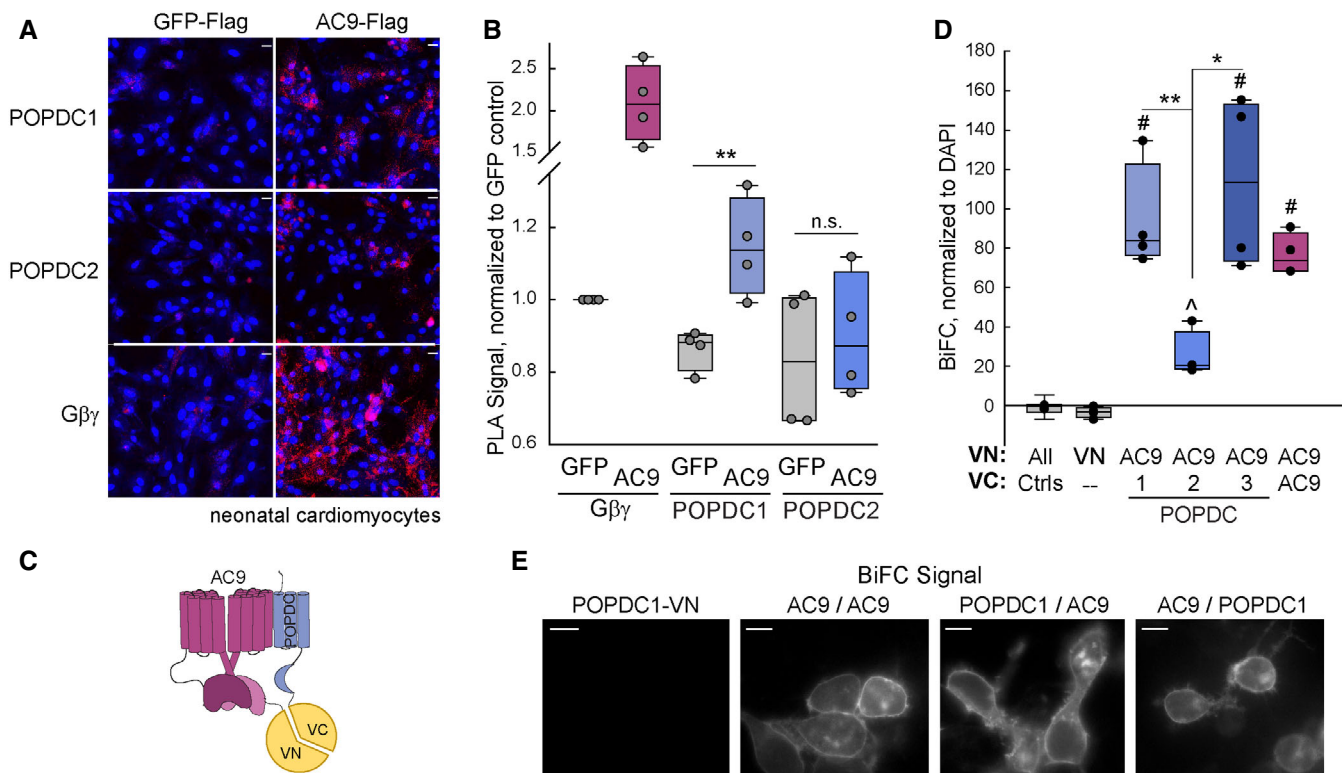 A
GFP-Flag AC9-Flag
POPDC1
POPDC2
Gβγ
neonatal cardiomyocytes
B
PLA Signal, normalized to GFP control
2.5
2.0
1.5
1.2
1.0
0.8
0.6
**
n.s.
GFP AC9 GFP AC9 GFP AC9
Gβγ POPDC1 POPDC2
C
AC9
POPDC
VC
VN
D
BiFC, normalized to DAPI
180
160
140
120
100
80
60
40
20
0
*
**
# ^ # #
VN: All VN AC9 AC9 AC9 AC9
VC: Ctrls -- 1 2 3 AC9
POPDC
E
BiFC Signal
POPDC1-VN AC9 / AC9 POPDC1 / AC9 AC9 / POPDC1